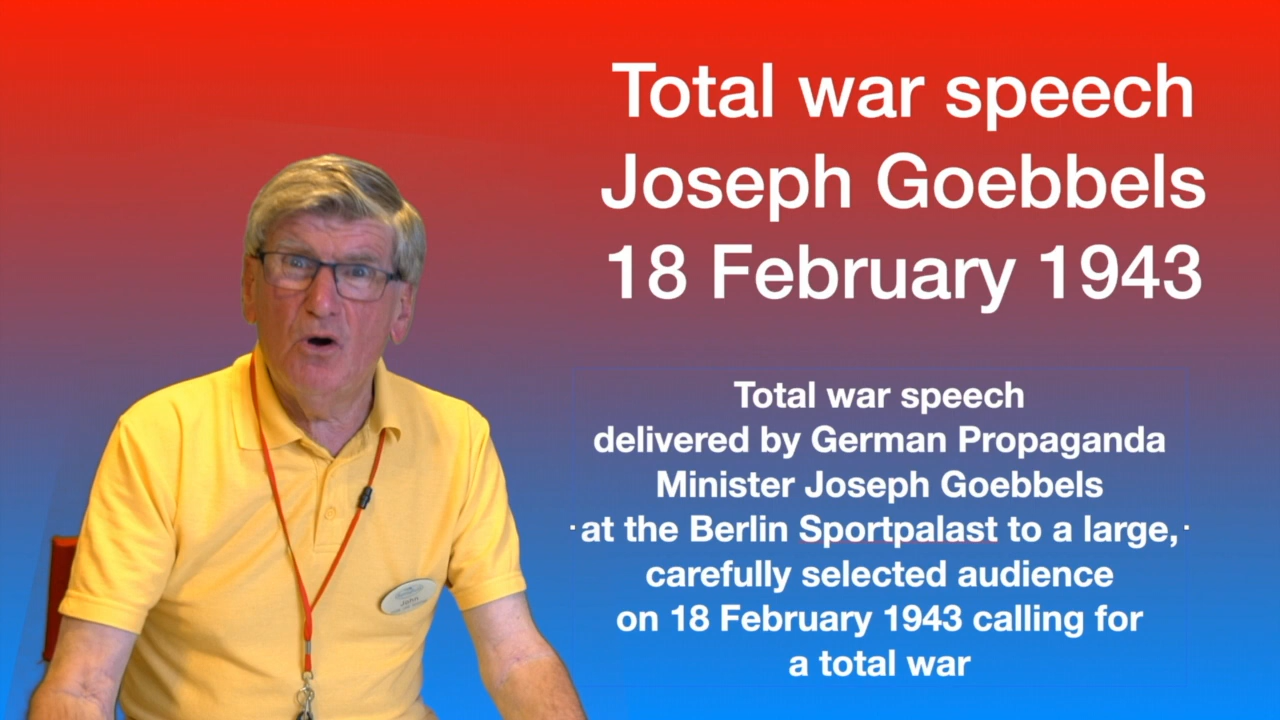 Total war speech
Joseph Goebbels
18 February 1943
Total war speech
delivered by German Propaganda
Minister Joseph Goebbels
at the Berlin Sportpalast to a large,
carefully selected audience
on 18 February 1943 calling for
a total war
John